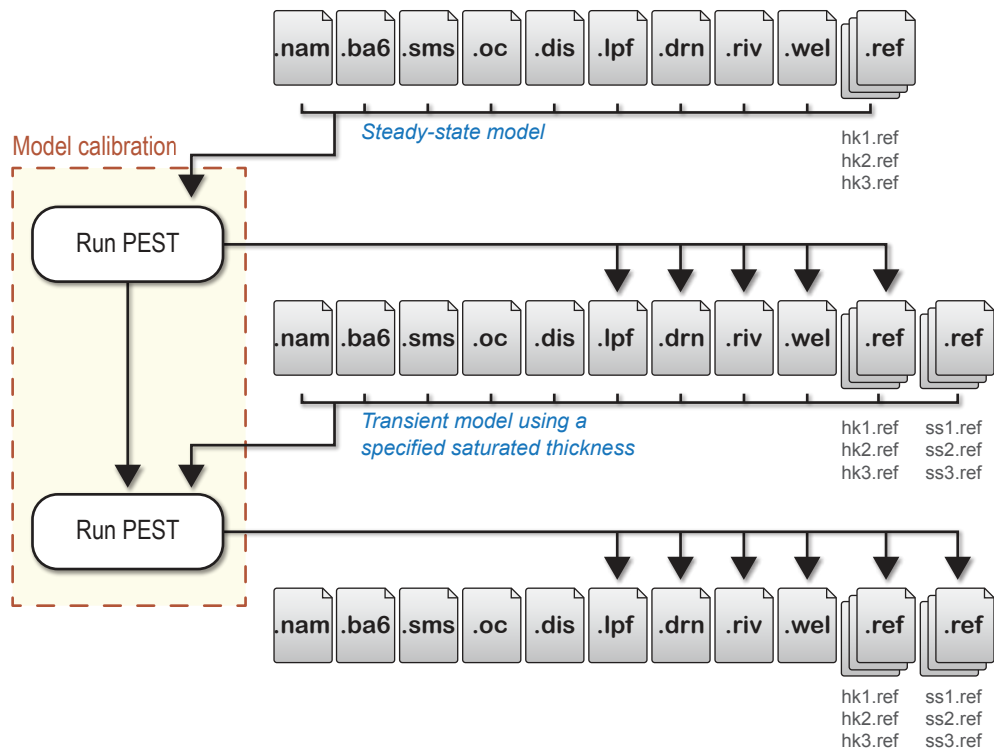 .nam .ba6 .sms .oc .dis .lpf .drn .riv .wel .ref
Steady-state model
hk1.ref
hk2.ref
hk3.ref
Model calibration
Run PEST
.nam .ba6 .sms .oc .dis .lpf .drn .riv .wel .ref .ref
Transient model using a
specified saturated thickness
hk1.ref ss1.ref
hk2.ref ss2.ref
hk3.ref ss3.ref
Run PEST
.nam .ba6 .sms .oc .dis .lpf .drn .riv .wel .ref .ref
hk1.ref ss1.ref
hk2.ref ss2.ref
hk3.ref ss3.ref